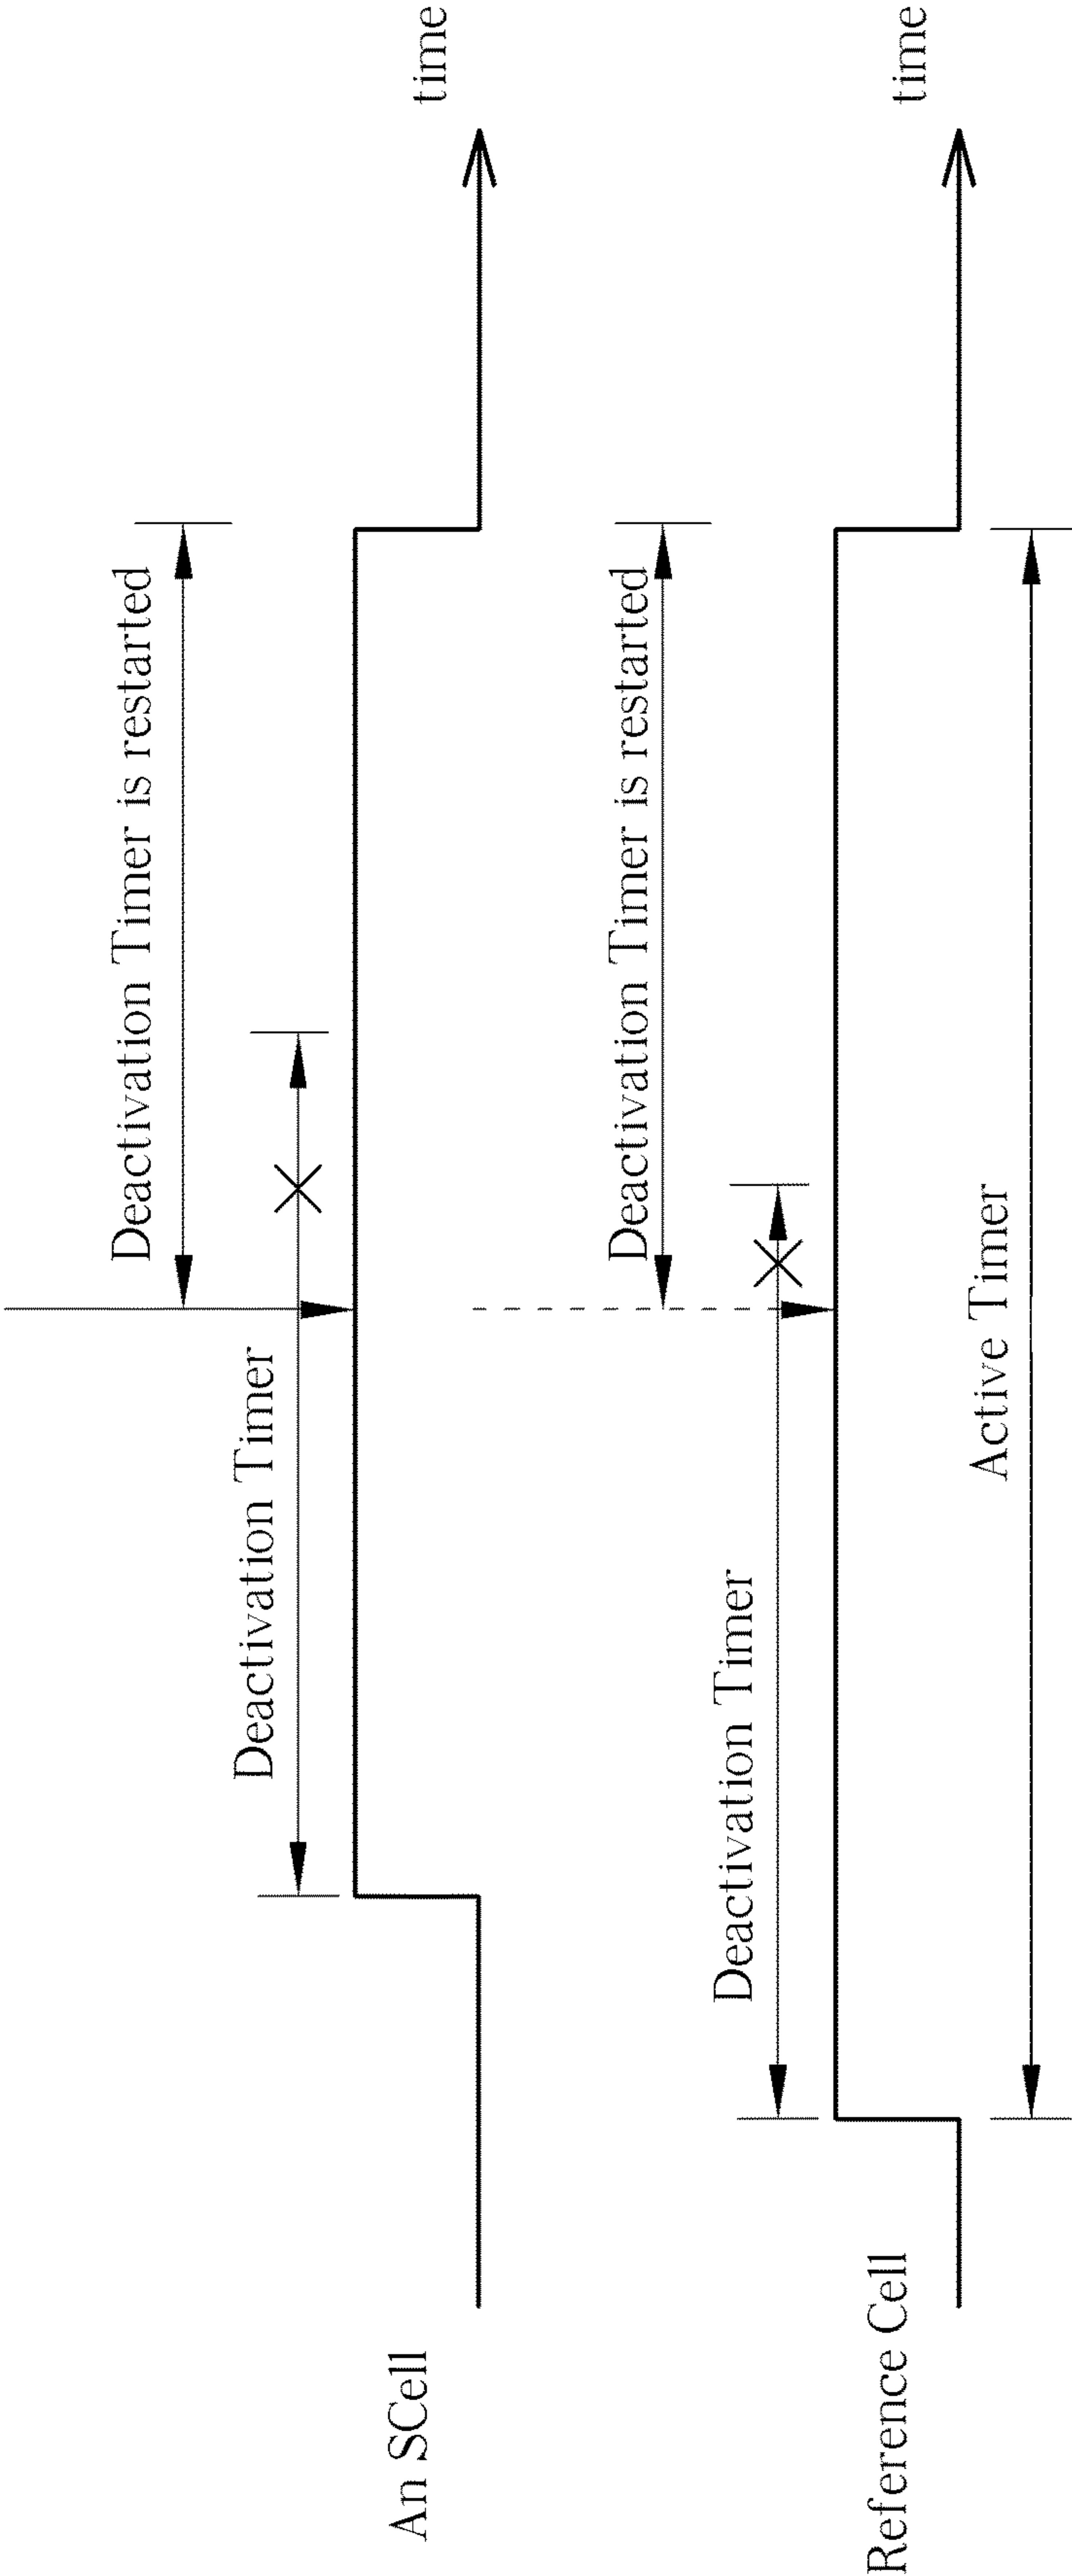 Deactivation Timer is restarted
Deactivation Timer
An SCell
time
Deactivation Timer is restarted
Deactivation Timer
Reference Cell
time
Active Timer